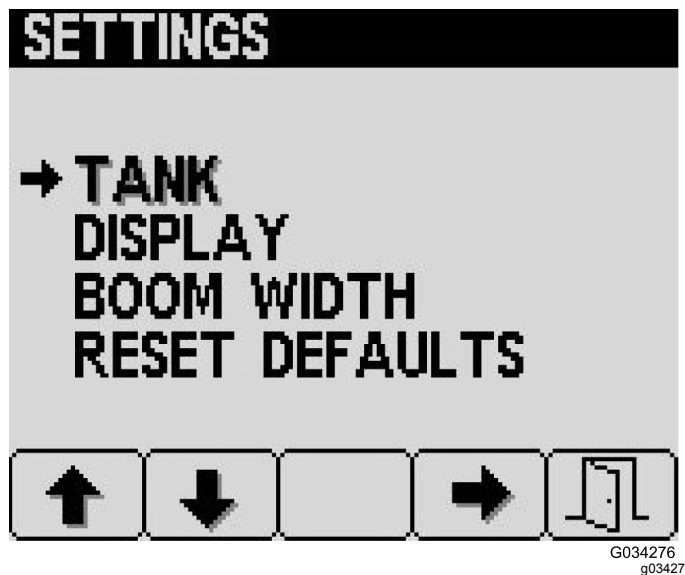 SETTINGS
TANK
DISPLAY
BOOM WIDTH
RESET DEFAULTS
G034276
g03427